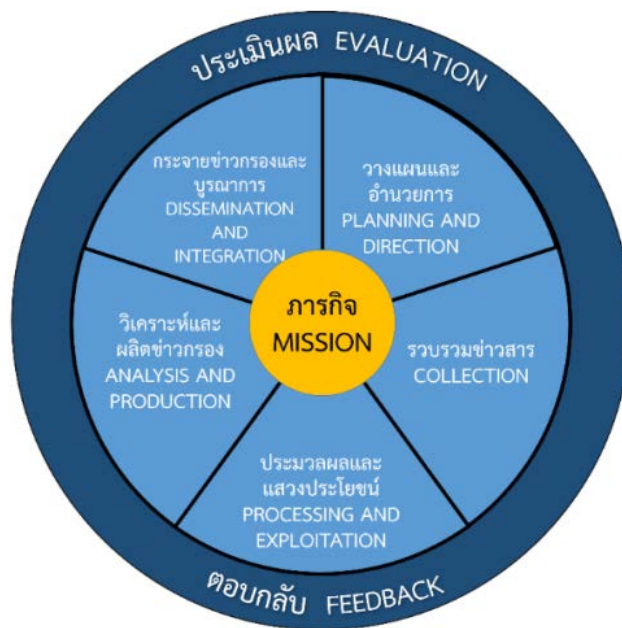 ประเมินผล EVALUATION
กระจายข่าวกรองและ
บูรณาการ
DISSEMINATION
AND
INTEGRATION
วางแผนและ
อำนวยการ
PLANNING AND
DIRECTION
ภารกิจ
MISSION
วิเคราะห์และ
ผลิตข่าวกรอง
ANALYSIS AND
PRODUCTION
รวบรวมข่าวสาร
COLLECTION
ประมวลผลและ
แสวงประโยชน์
PROCESSING AND
EXPLOITATION
ตอบกลับ FEEDBACK